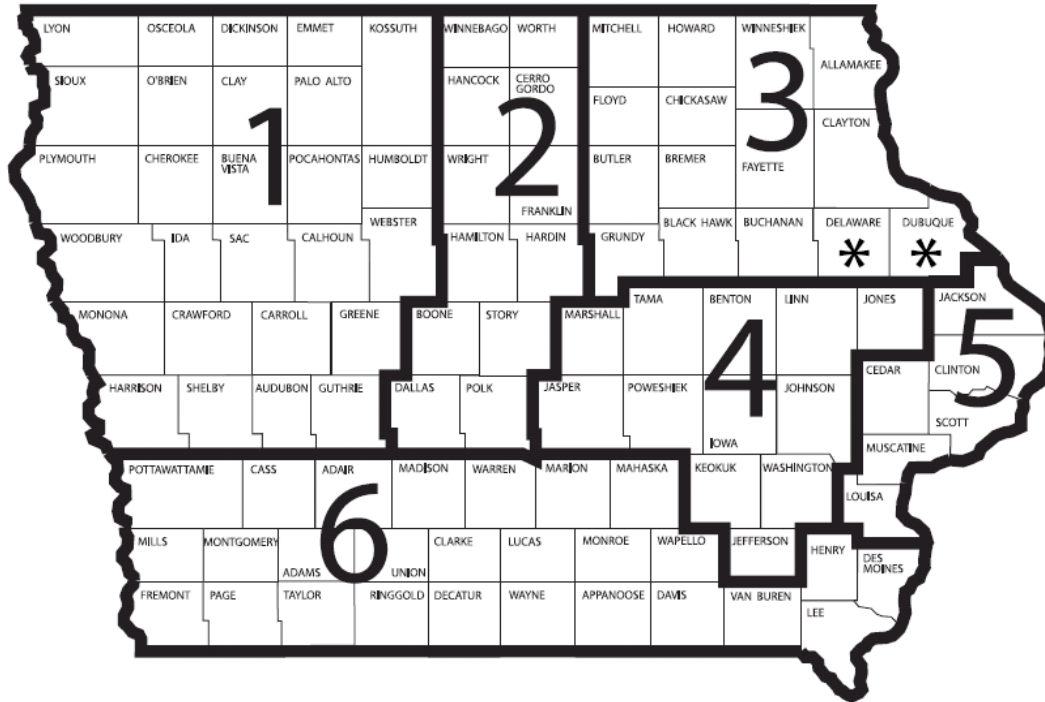 LYON OSCEOLA DICKINSON EMMET KOSSUTH WINNEBAGO WORTH MITCHELL HOWARD WINNESHIEK
ALLAMAKEE
SIOUX O'BRIEN CLAY PALO ALTO HANCOCK CERRO
GORDO
3
1
2
FLOYD CHICKASAW
CLAYTON
PLYMOUTH CHEROKEE BUENA
VISTA
POCAHONTAS HUMBOLDT WRIGHT BUTLER BREMER FAYETTE
FRANKLIN
WEBSTER BLACK HAWK BUCHANAN DELAWARE DUBUQUE
WOODBURY IDA SAC CALHOUN HAMILTON HARDIN GRUNDY
* *
MONONA CRAWFORD CARROLL GREENE BOONE STORY MARSHALL TAMA BENTON LINN JONES JACKSON
4
5
HARRISON SHELBY AUDUBON GUTHRIE DALLAS POLK JASPER POWESHIEK JOHNSON CEDAR CLINTON
SCOTT
IOWA
MUSCATINE
POTTAWATTAMIE CASS ADAIR MADISON WARREN MARION MAHASKA KEOKUK WASHINGTON
LOUISA
6
MILLS MONTGOMERY CLARKE LUCAS MONROE WAPELLO JEFFERSON HENRY DES
MOINES
ADAMS UNION
FREMONT PAGE TAYLOR RINGGOLD DECATUR WAYNE APPANOOSE DAVIS VAN BUREN
LEE